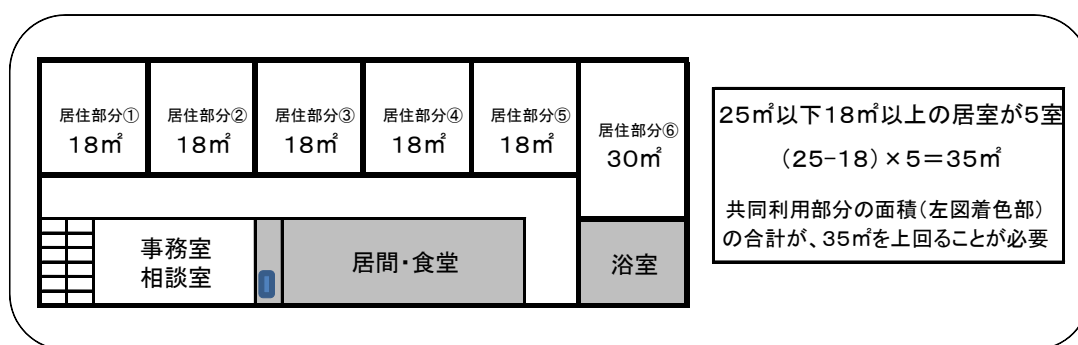 居住部分①
18㎡
居住部分②
18㎡
居住部分③
18㎡
居住部分④
18㎡
居住部分⑤
18㎡
居住部分⑥
30㎡
事務室
相談室
居間・食堂
浴室
25㎡以下18㎡以上の居室が5室
(25-18)×5=35㎡
共同利用部分の面積(左図着色部)
の合計が、35㎡を上回ることが必要